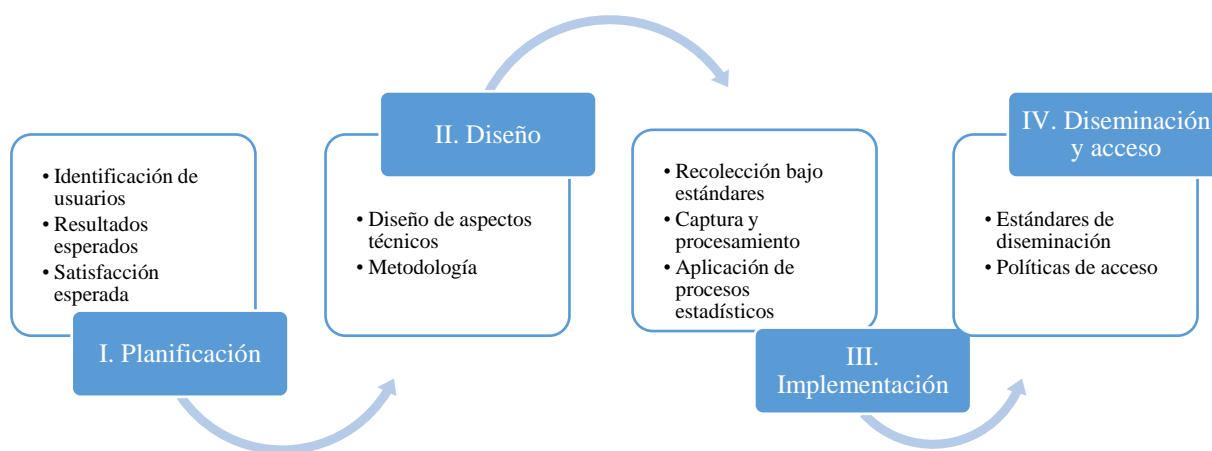 • Identificación de
usuarios
• Resultados
esperados
• Satisfacción
esperada
I. Planificación
II. Diseño
• Diseño de aspectos
técnicos
• Metodología
• Recolección bajo
estándares
• Captura y
procesamiento
• Aplicación de
procesos
estadísticos
III.
Implementación
IV. Diseminación
y acceso
• Estándares de
diseminación
• Políticas de acceso